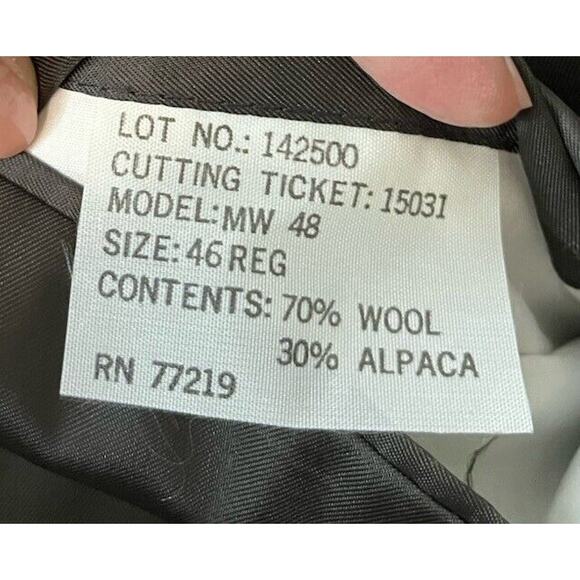 LOT NO.: 142500
CUTTING TICKET: 15031
MODEL: MW 48
SIZE: 46 REG
CONTENTS: 70% WOOL
30% ALPACA
RN 77219